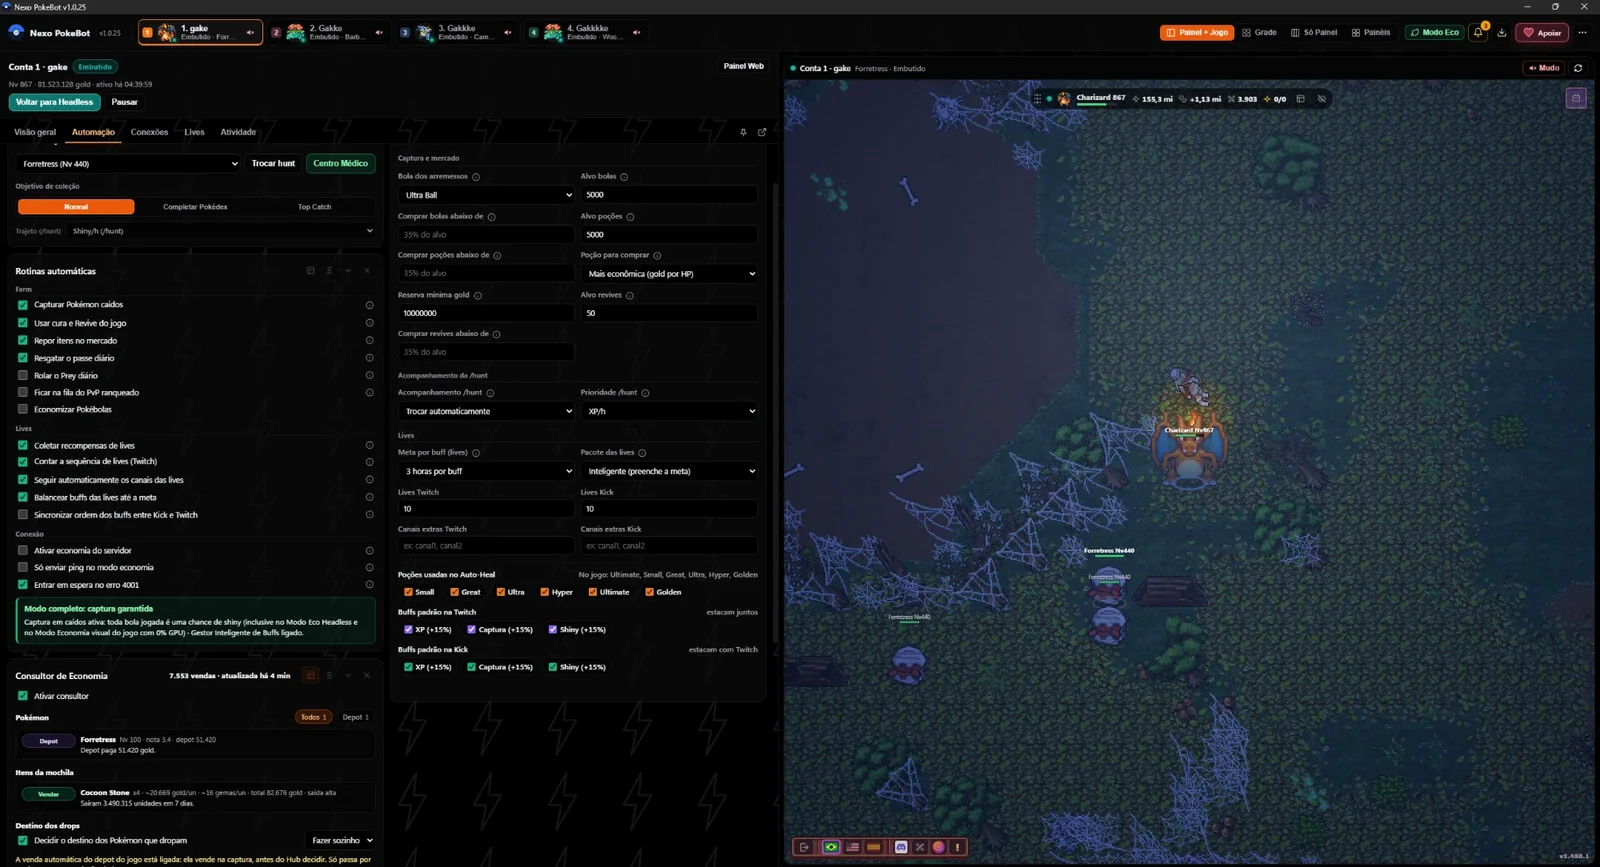 Nexo PokeBot v1.0.25
Nexo PokeBot v1.0.25
1 1. gake
Embutido · Forr...
2 2. Gakke
Embutido · Barb...
3 3. Gakkke
Embutido · Cam...
4 4. Gakkkke
Embutido · Woo...
Painel + Jogo
Grade
Só Painel
Painéis
Modo Eco
3
Apoiar
Conta 1 · gake Embutido
Painel Web
Nv 867 · 81.523.128 gold · ativo há 04:39:59
Voltar para Headless Pausar
Visão geral Automação Conexões Lives Atividade
Forretress (Nv 440) Trocar hunt Centro Médico
Objetivo de coleção
Normal Completar Pokédex Top Catch
Trajeto (/hunt) Shiny/h (/hunt)
Rotinas automáticas
Farm
Capturar Pokémon caídos
Usar cura e Revive do jogo
Repor itens no mercado
Resgatar o passe diário
Rolar o Prey diário
Ficar na fila do PvP ranqueado
Economizar Pokébolas
Lives
Coletar recompensas de lives
Contar a sequência de lives (Twitch)
Seguir automaticamente os canais das lives
Balancear buffs das lives até a meta
Sincronizar ordem dos buffs entre Kick e Twitch
Conexão
Ativar economia do servidor
Só enviar ping no modo economia
Entrar em espera no erro 4001
Modo completo: captura garantida
Captura em caídos ativa: toda bola jogada é uma chance de shiny (inclusive no Modo Eco Headless e
no Modo Economia visual do jogo com 0% GPU) · Gestor Inteligente de Buffs ligado.
Consultor de Economia 7.553 vendas · atualizada há 4 min
Ativar consultor
Pokémon Todos 1 Depot 1
Depot Forretress Nv 100 · nota 3.4 · depot 51.420
Depot paga 51.420 gold.
Itens da mochila
Vender Cocoon Stone x4 · ~20.669 gold/un · ~16 gemas/un · total 82.676 gold · saída alta
Saíram 3.490.315 unidades em 7 dias.
Destino dos drops
Decidir o destino dos Pokémon que dropam Fazer sozinho
A venda automática do depot do jogo está ligada: ela vende na captura, antes do Hub decidir. Só passa por
Captura e mercado
Bola dos arremessos Alvo bolas
Ultra Ball 5000
Comprar bolas abaixo de Alvo poções
35% do alvo 5000
Comprar poções abaixo de Poção para comprar
35% do alvo Mais econômica (gold por HP)
Reserva mínima gold Alvo revives
10000000 50
Comprar revives abaixo de
35% do alvo
Acompanhamento da /hunt
Acompanhamento /hunt Prioridade /hunt
Trocar automaticamente XP/h
Lives
Meta por buff (lives) Pacote das lives
3 horas por buff Inteligente (preenche a meta)
Lives Twitch Lives Kick
10 10
Canais extras Twitch Canais extras Kick
ex: canal1, canal2 ex: canal1, canal2
Poções usadas no Auto-Heal No jogo: Ultimate, Small, Great, Ultra, Hyper, Golden
Small Great Ultra Hyper Ultimate Golden
Buffs padrão na Twitch estacam juntos
XP (+15%) Captura (+15%) Shiny (+15%)
Buffs padrão na Kick estacam com Twitch
XP (+15%) Captura (+15%) Shiny (+15%)
Conta 1 · gake Forretress · Embutido
Mudo
Charizard 867 155,3 mi +1,13 mi 3.903 0/0
Charizard Nv867
Forretress Nv440
Forretress Nv440
Forretress Nv440
v1.488.1